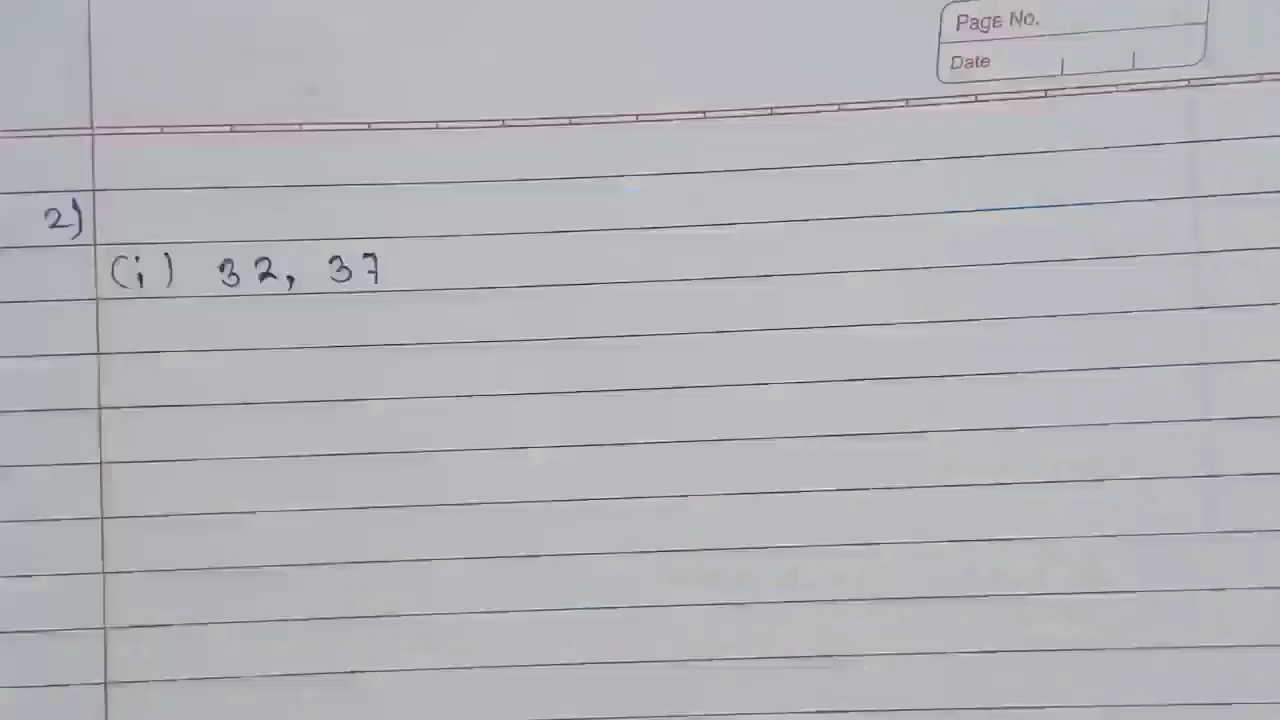 Page No.
Date
2)
(i) 32, 37